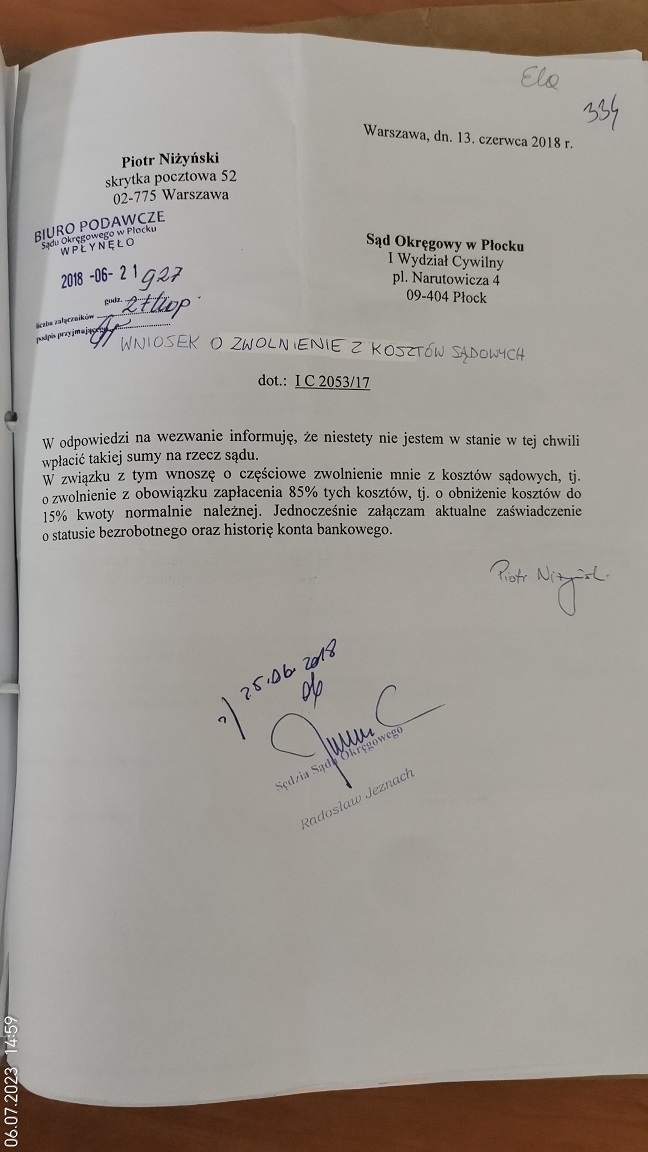 Ela
334
Warszawa, dn. 13. czerwca 2018 r.
Piotr Niżyński
skrytka pocztowa 52
02-775 Warszawa
BIURO PODAWCZE
Sądu Okręgowego w Płocku
WPŁYNĘŁO
2018 -06- 21 927
godz.
liczba załączników 2+kop.
podpis przyjmującego
Sąd Okręgowy w Płocku
I Wydział Cywilny
pl. Narutowicza 4
09-404 Płock
WNIOSEK O ZWOLNIENIE Z KOSZTÓW SĄDOWYCH
dot.: I C 2053/17
W odpowiedzi na wezwanie informuję, że niestety nie jestem w stanie w tej chwili
wpłacić takiej sumy na rzecz sądu.
W związku z tym wnoszę o częściowe zwolnienie mnie z kosztów sądowych, tj.
o zwolnienie z obowiązku zapłacenia 85% tych kosztów, tj. o obniżenie kosztów do
15% kwoty normalnie należnej. Jednocześnie załączam aktualne zaświadczenie
o statusie bezrobotnego oraz historię konta bankowego.
Piotr Niżyński
25.06.2018
Sędzia Sądu Okręgowego
Radosław Jeznach
06.07.2023 14:59